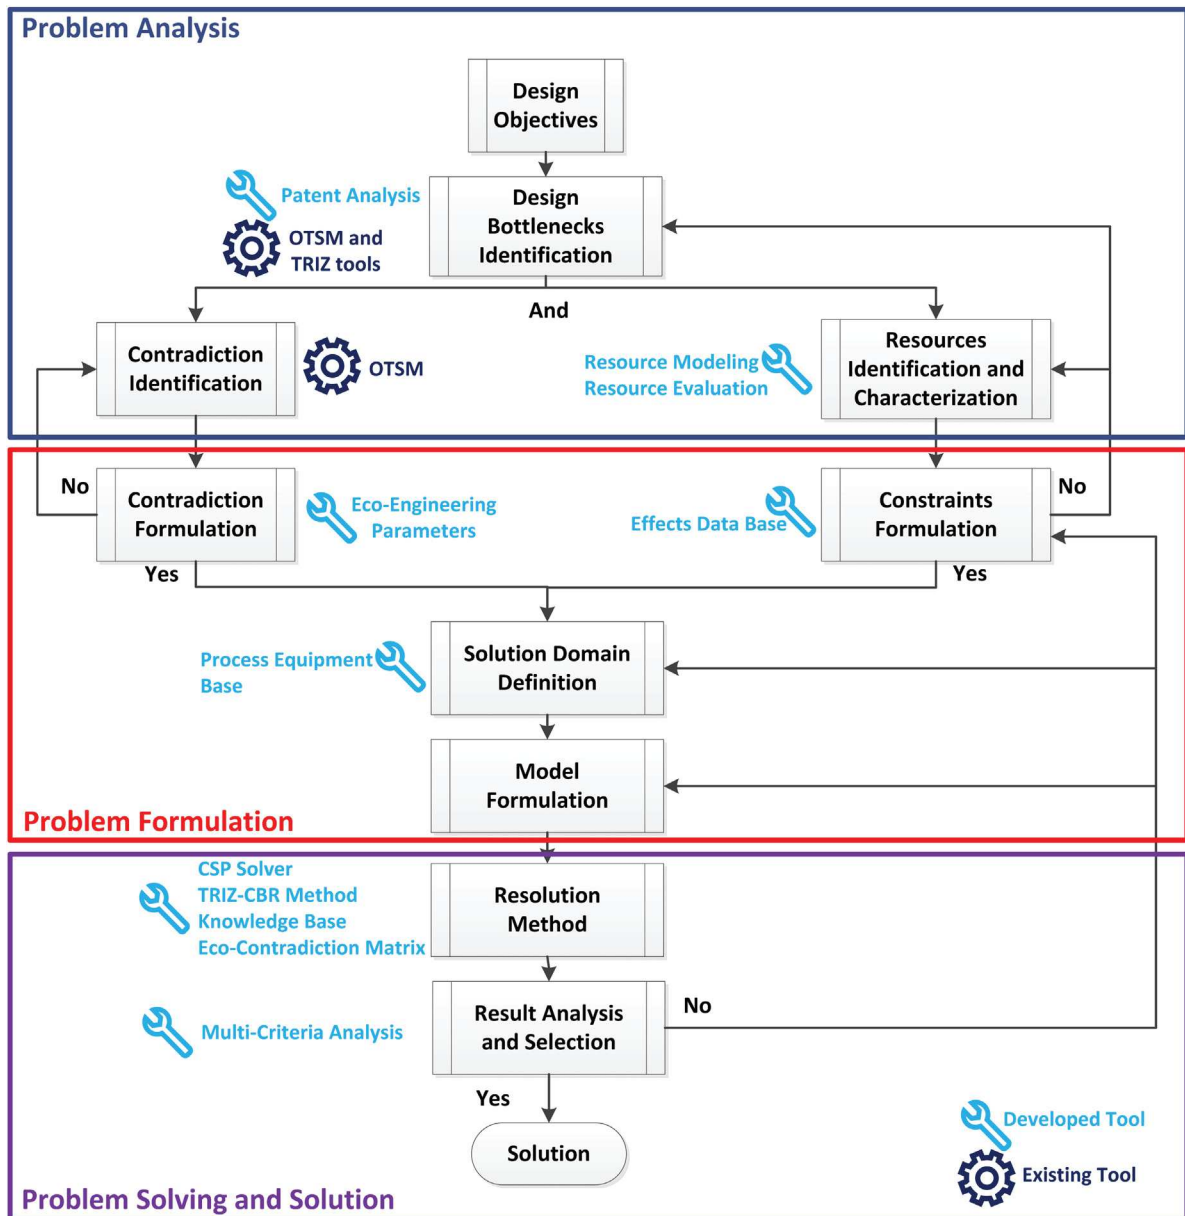 Problem Analysis
Design
Objectives
Patent Analysis
OTSM and
TRIZ tools
Design
Bottlenecks
Identification
And
Contradiction
Identification
OTSM
Resource Modeling
Resource Evaluation
Resources
Identification and
Characterization
No
Contradiction
Formulation
Eco-Engineering
Parameters
Effects Data Base
Constraints
Formulation
No
Yes
Yes
Process Equipment
Base
Solution Domain
Definition
Model
Formulation
Problem Formulation
CSP Solver
TRIZ-CBR Method
Knowledge Base
Eco-Contradiction Matrix
Resolution
Method
Multi-Criteria Analysis
Result Analysis
and Selection
No
Yes
Solution
Developed Tool
Existing Tool
Problem Solving and Solution